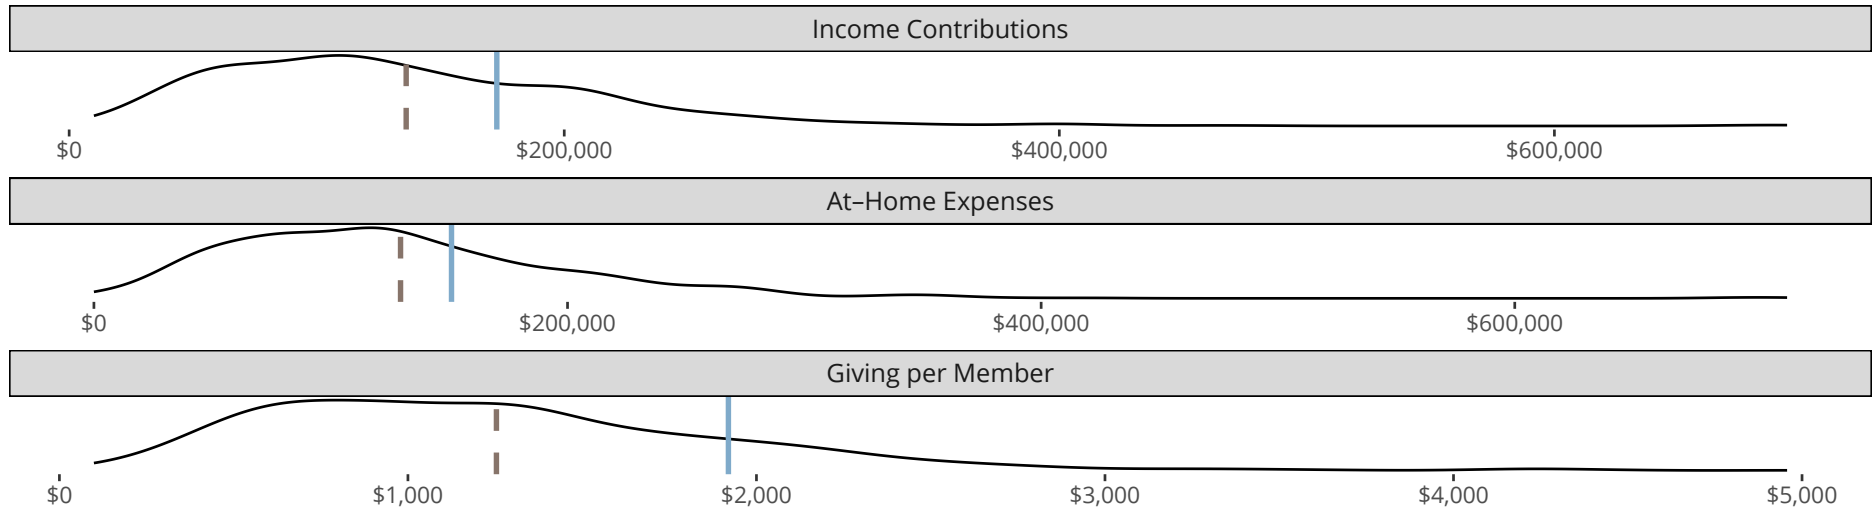 Income Contributions
$0 $200,000 $400,000 $600,000
At–Home Expenses
$0 $200,000 $400,000 $600,000
Giving per Member
$0 $1,000 $2,000 $3,000 $4,000 $5,000